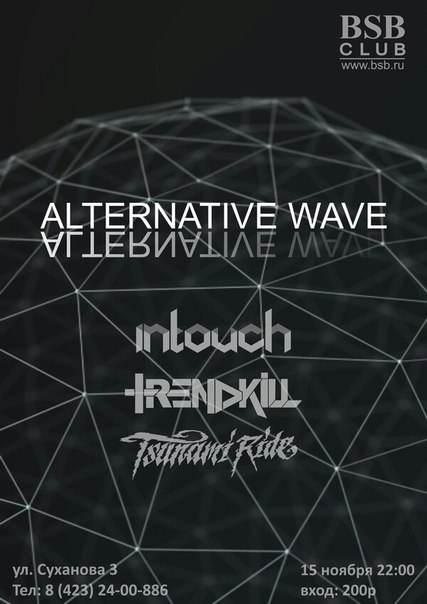 BSB
CLUB
www.bsb.ru
ALTERNATIVE WAVE
ALTERNATIVE WAVE
intouch
TRENDKILL
Tsunami Ride
ул. Суханова 3
Тел: 8 (423) 24-00-886
15 ноября 22:00
вход: 200р